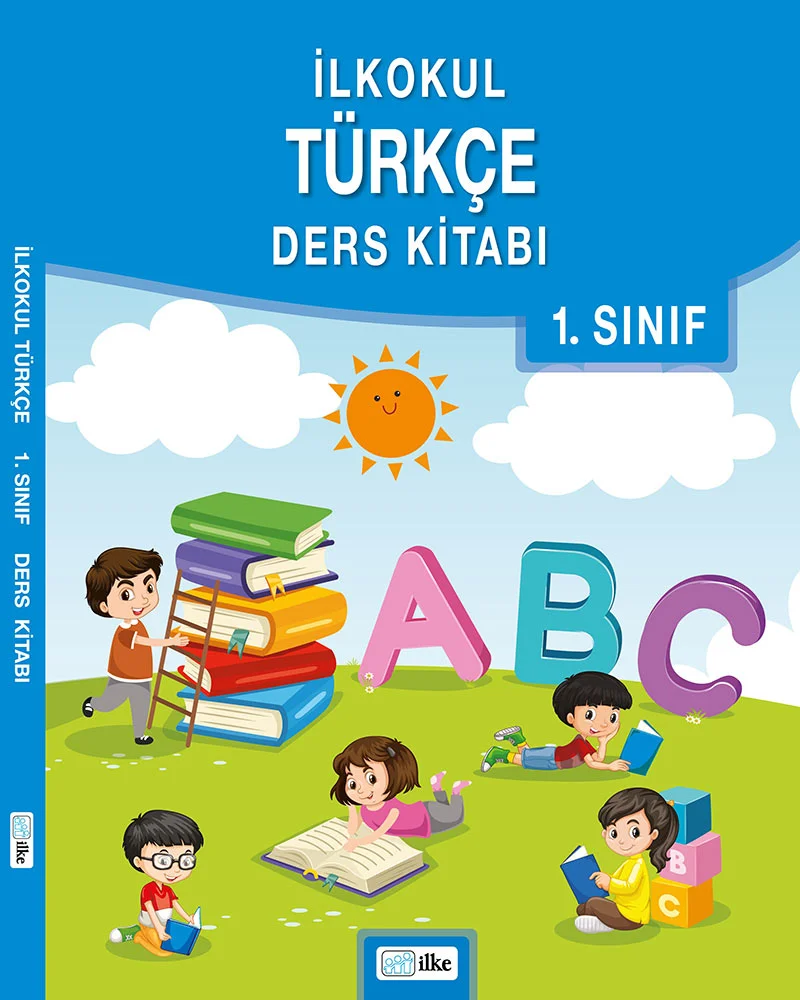 İLKOKUL
TÜRKÇE
DERS KİTABI
1. SINIF
İLKOKUL TÜRKÇE 1. SINIF DERS KİTABI
ilke
A B C
B
C
ilke